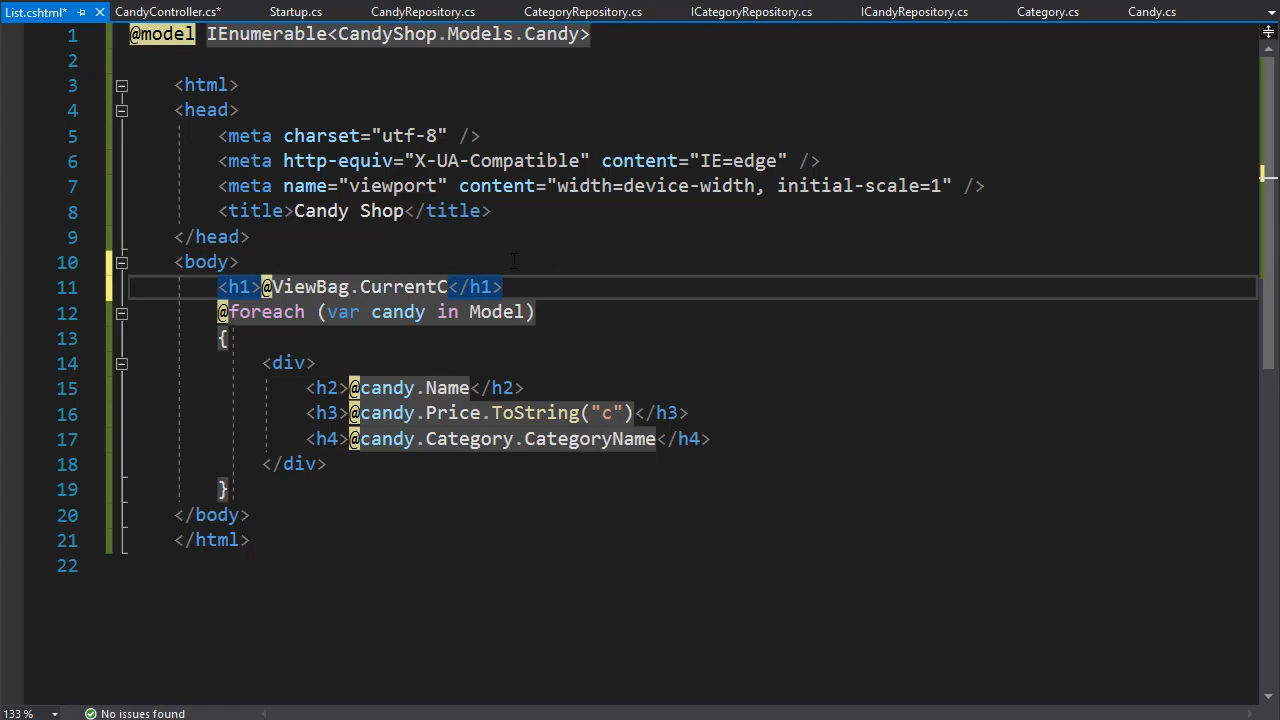 List.cshtml* CandyController.cs* Startup.cs CandyRepository.cs CategoryRepository.cs ICategoryRepository.cs ICandyRepository.cs Category.cs Candy.cs
1 @model IEnumerable<CandyShop.Models.Candy>
2
3 <html>
4 <head>
5 <meta charset="utf-8" />
6 <meta http-equiv="X-UA-Compatible" content="IE=edge" />
7 <meta name="viewport" content="width=device-width, initial-scale=1" />
8 <title>Candy Shop</title>
9 </head>
10 <body>
11 <h1>@ViewBag.CurrentC</h1>
12 @foreach (var candy in Model)
13 {
14 <div>
15 <h2>@candy.Name</h2>
16 <h3>@candy.Price.ToString("c")</h3>
17 <h4>@candy.Category.CategoryName</h4>
18 </div>
19 }
20 </body>
21 </html>
22
133 % No issues found